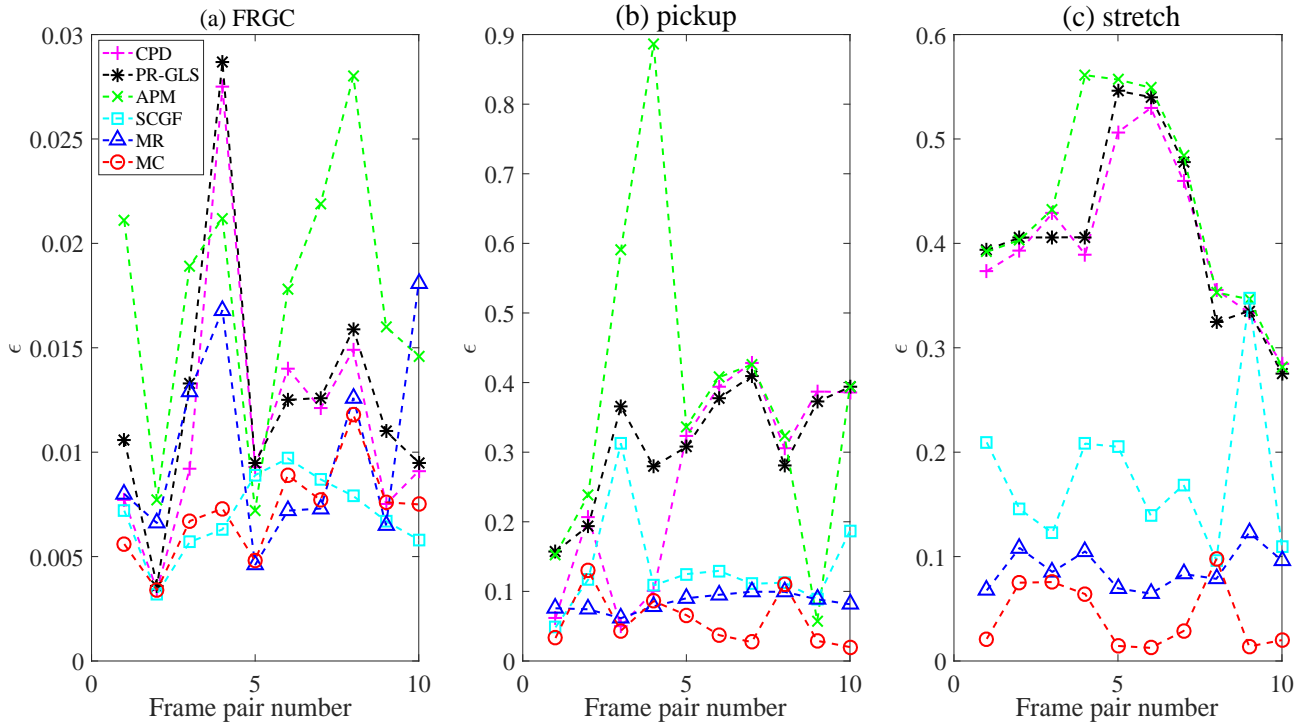 (a) FRGC
(b) pickup
(c) stretch
0.03
0.025
0.02
0.015
0.01
0.005
0
ϵ
CPD
PR-GLS
APM
SCGF
MR
MC
0
5
10
Frame pair number
0.9
0.8
0.7
0.6
0.5
0.4
0.3
0.2
0.1
0
ϵ
0
5
10
Frame pair number
0.6
0.5
0.4
0.3
0.2
0.1
0
ϵ
0
5
10
Frame pair number